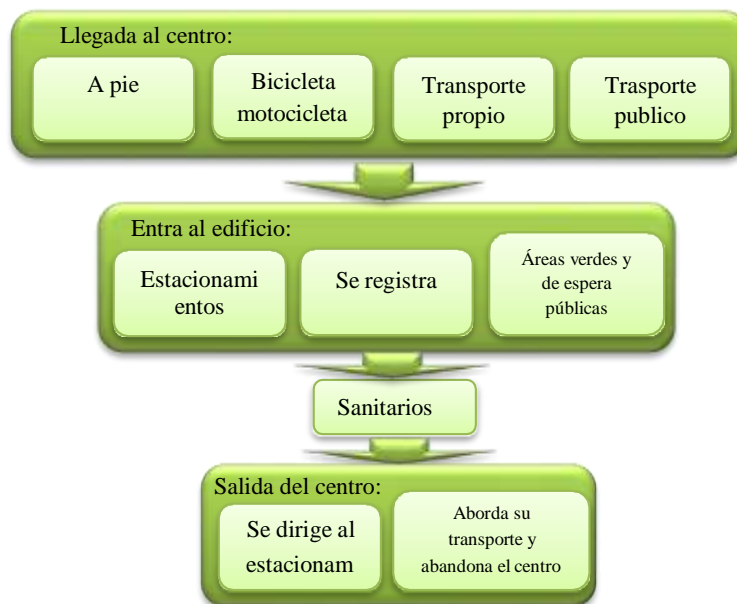 Llegada al centro:
A pie
Bicicleta
motocicleta
Transporte
propio
Trasporte
publico
Entra al edificio:
Estacionami
entos
Se registra
Áreas verdes y
de espera
públicas
Sanitarios
Salida del centro:
Se dirige al
estacionam
Aborda su
transporte y
abandona el centro